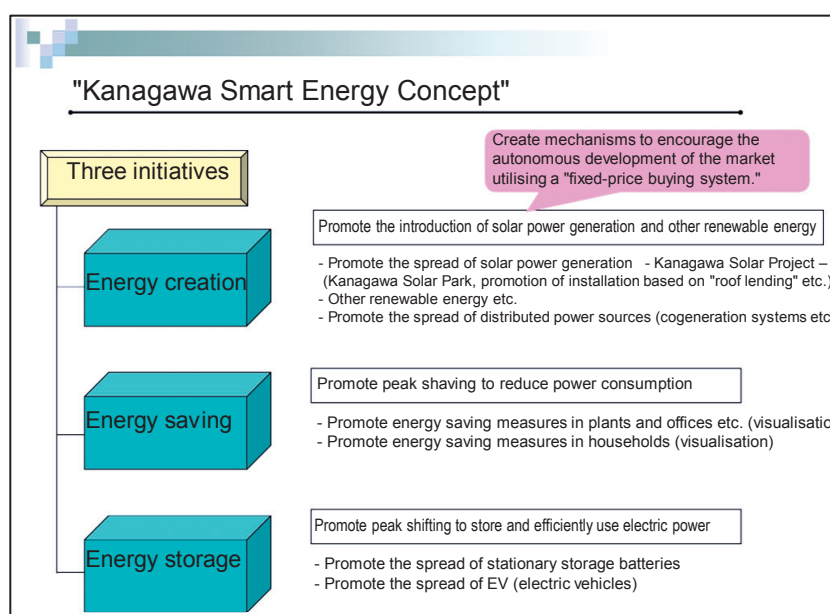 "Kanagawa Smart Energy Concept"
Create mechanisms to encourage the
autonomous development of the market
utilising a "fixed-price buying system."
Three initiatives
Energy creation
Promote the introduction of solar power generation and other renewable energy
- Promote the spread of solar power generation - Kanagawa Solar Project –
(Kanagawa Solar Park, promotion of installation based on "roof lending" etc.)
- Other renewable energy etc.
- Promote the spread of distributed power sources (cogeneration systems etc
Energy saving
Promote peak shaving to reduce power consumption
- Promote energy saving measures in plants and offices etc.
- Promote energy saving measures in households (visualisation)
Energy storage
Promote peak shifting to store and efficiently use electric power
- Promote the spread of stationary storage batteries
- Promote the spread of EV (electric vehicles)